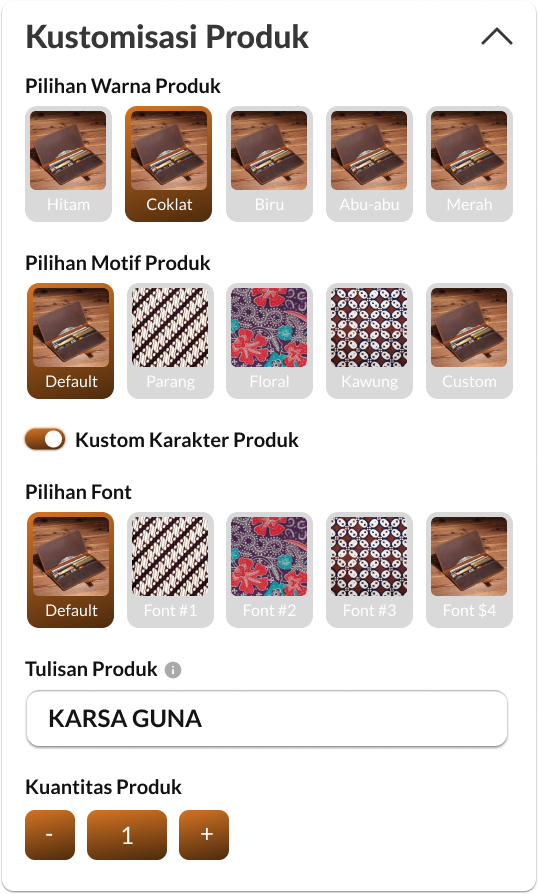 Kustomisasi Produk
Pilihan Warna Produk
Hitam Coklat Biru Abu-abu Merah
Pilihan Motif Produk
Default Parang Floral Kawung Custom
Kustom Karakter Produk
Pilihan Font
Default Font #1 Font #2 Font #3 Font $4
Tulisan Produk i
KARSA GUNA
Kuantitas Produk
- 1 +